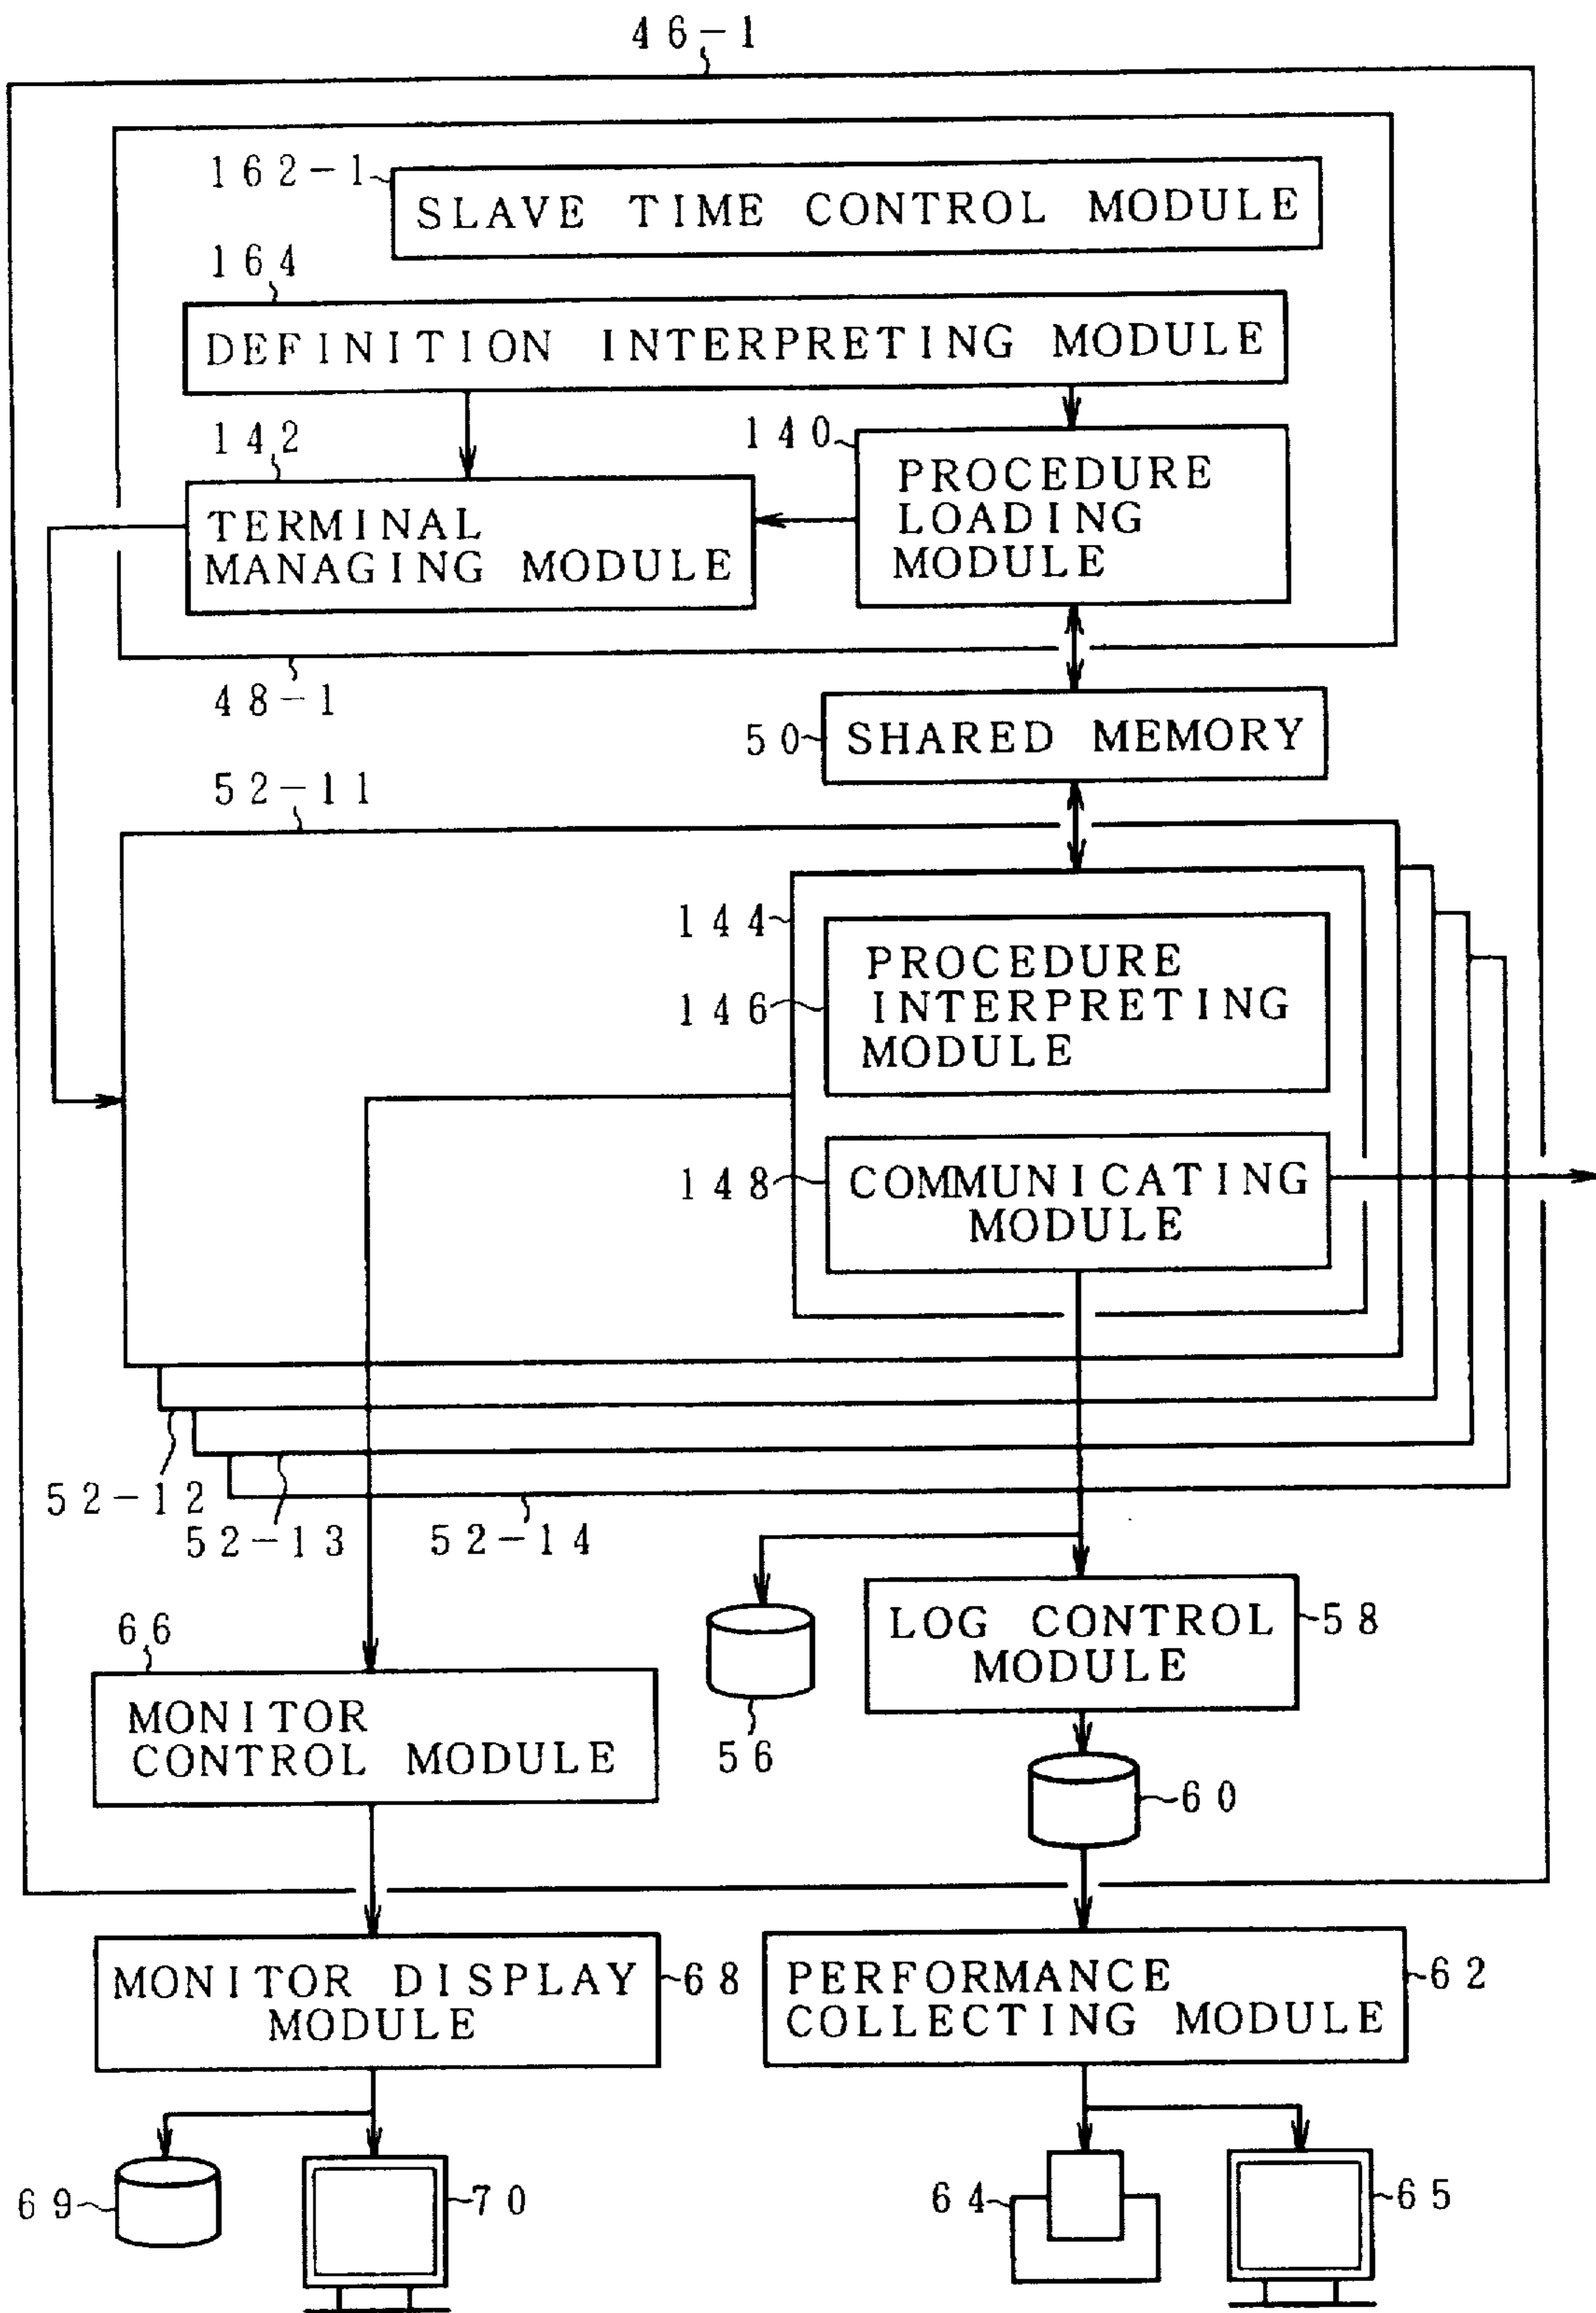 46-1
162-1
SLAVE TIME CONTROL MODULE
164
DEFINITION INTERPRETING MODULE
142
140
PROCEDURE
LOADING
MODULE
TERMINAL
MANAGING MODULE
48-1
50
SHARED MEMORY
52-11
144
PROCEDURE
INTERPRETING
MODULE
146
148
COMMUNICATING
MODULE
52-12
52-13
52-14
66
MONITOR
CONTROL MODULE
56
LOG CONTROL
MODULE
58
60
MONITOR DISPLAY
MODULE
68
PERFORMANCE
COLLECTING MODULE
62
69
70
64
65